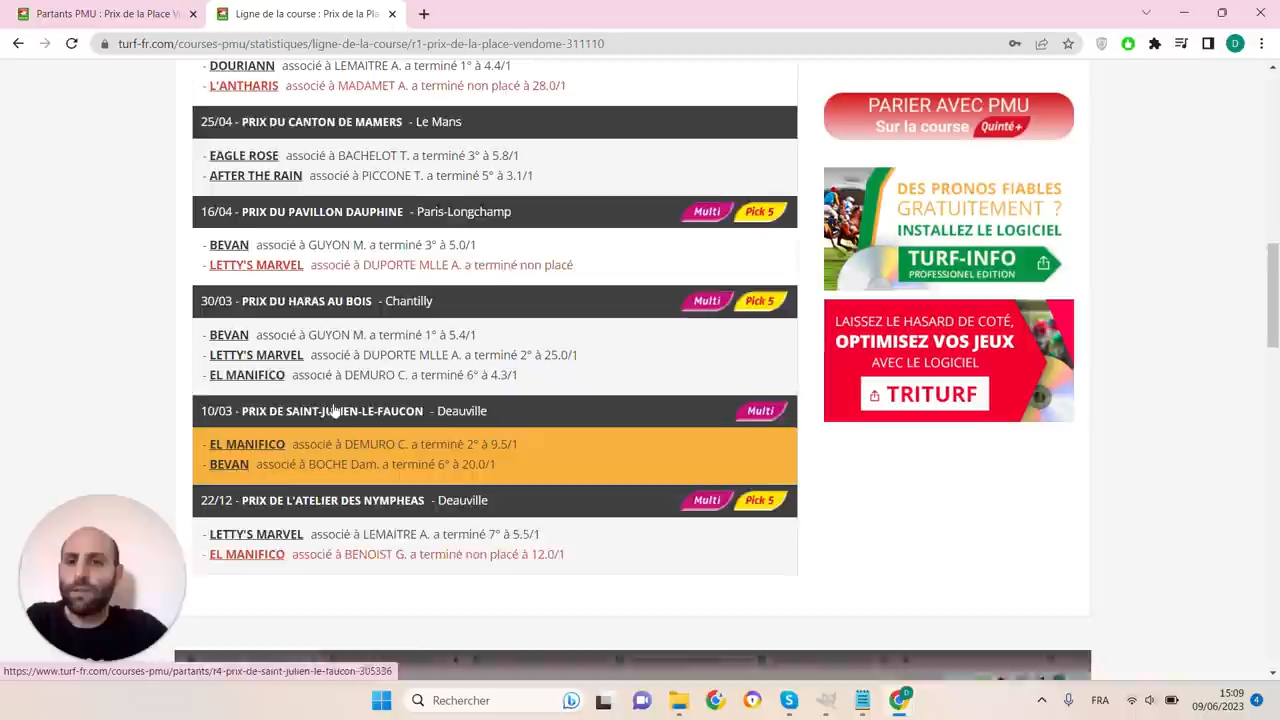 Partants PMU : Prix de la Place V
Ligne de la course : Prix de la Pla
turf-fr.com/courses-pmu/statistiques/ligne-de-la-course/r1-prix-de-la-place-vendome-311110
D
- DOURIANN associé à LEMAITRE A. a terminé 1° à 4.4/1
- L'ANTHARIS associé à MADAMET A. a terminé non placé à 28.0/1
25/04 - PRIX DU CANTON DE MAMERS - Le Mans
- EAGLE ROSE associé à BACHELOT T. a terminé 3° à 5.8/1
- AFTER THE RAIN associé à PICCONE T. a terminé 5° à 3.1/1
16/04 - PRIX DU PAVILLON DAUPHINE - Paris-Longchamp Multi Pick 5
- BEVAN associé à GUYON M. a terminé 3° à 5.0/1
- LETTY'S MARVEL associé à DUPORTE MLLE A. a terminé non placé
30/03 - PRIX DU HARAS AU BOIS - Chantilly Multi Pick 5
- BEVAN associé à GUYON M. a terminé 1° à 5.4/1
- LETTY'S MARVEL associé à DUPORTE MLLE A. a terminé 2° à 25.0/1
- EL MANIFICO associé à DEMURO C. a terminé 6° à 4.3/1
10/03 - PRIX DE SAINT-JULIEN-LE-FAUCON - Deauville Multi
- EL MANIFICO associé à DEMURO C. a terminé 2° à 9.5/1
- BEVAN associé à BOCHE Dam. a terminé 6° à 20.0/1
22/12 - PRIX DE L'ATELIER DES NYMPHEAS - Deauville Multi Pick 5
- LETTY'S MARVEL associé à LEMAITRE A. a terminé 7° à 5.5/1
- EL MANIFICO associé à BENOIST G. a terminé non placé à 12.0/1
PARIER AVEC PMU
Sur la course Quinté+
DES PRONOS FIABLES
GRATUITEMENT ?
INSTALLEZ LE LOGICIEL
TURF-INFO
PROFESSIONEL EDITION
LAISSEZ LE HASARD DE COTÉ,
OPTIMISEZ VOS JEUX
AVEC LE LOGICIEL
TRITURF
https://www.turf-fr.com/courses-pmu/partants/r4-prix-de-saint-julien-le-faucon-305336
Rechercher
FRA
15:09
09/06/2023
4